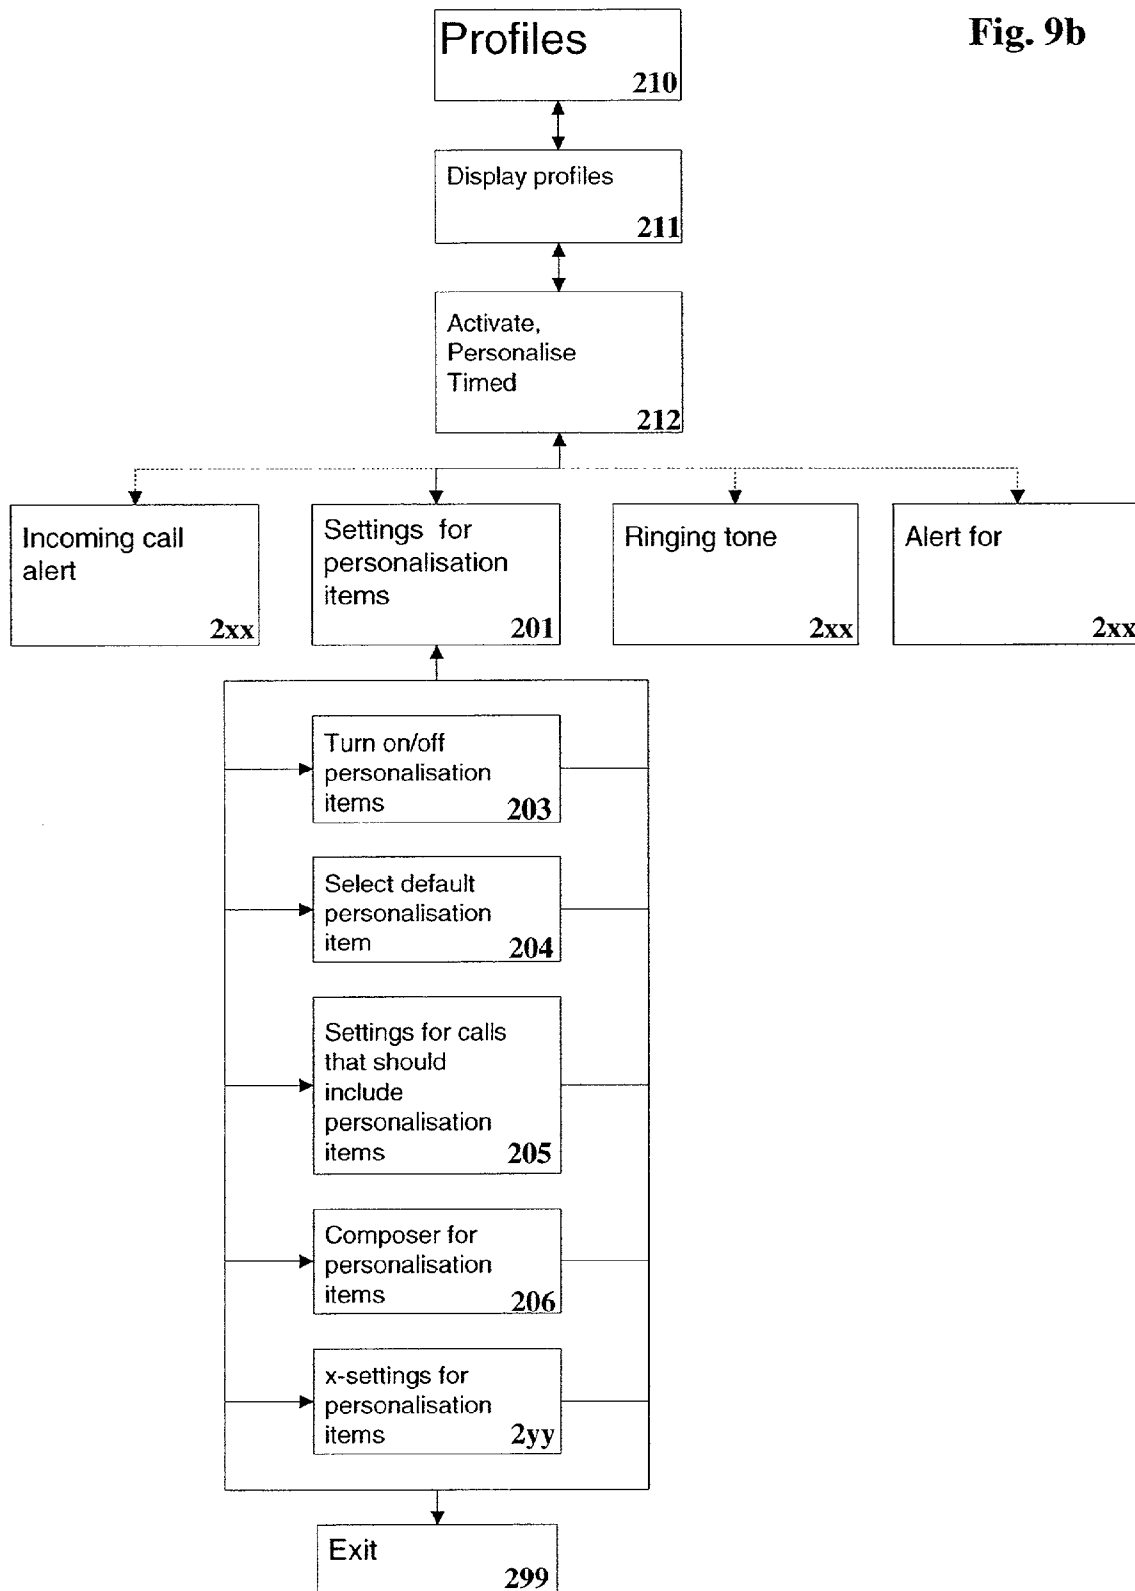 Fig. 9b
Profiles
210
Display profiles
211
Activate,
Personalise
Timed
212
Incoming call
alert
2xx
Settings for
personalisation
items
201
Ringing tone
2xx
Alert for
2xx
Turn on/off
personalisation
items
203
Select default
personalisation
item
204
Settings for calls
that should
include
personalisation
items
205
Composer for
personalisation
items
206
x-settings for
personalisation
items
2yy
Exit
299